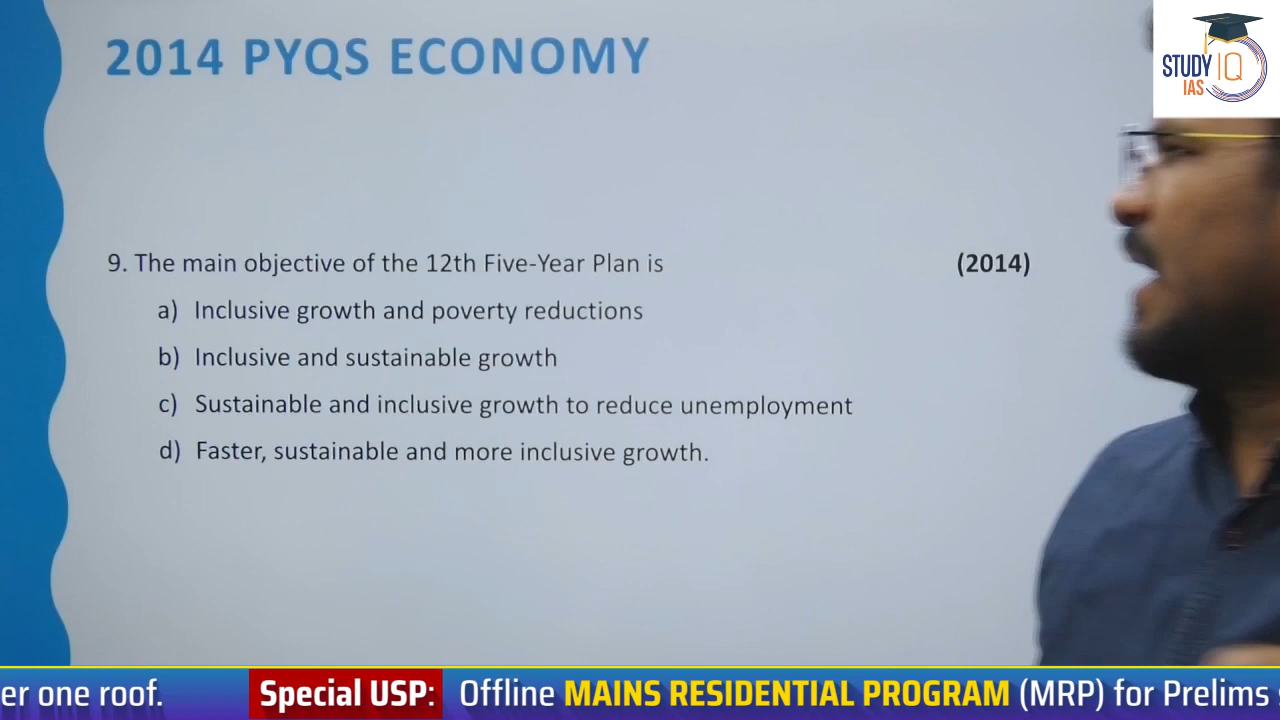 2014 PYQS ECONOMY
STUDY IQ
IAS
9. The main objective of the 12th Five-Year Plan is (2014)
a) Inclusive growth and poverty reductions
b) Inclusive and sustainable growth
c) Sustainable and inclusive growth to reduce unemployment
d) Faster, sustainable and more inclusive growth.
er one roof. Special USP: Offline MAINS RESIDENTIAL PROGRAM (MRP) for Prelims